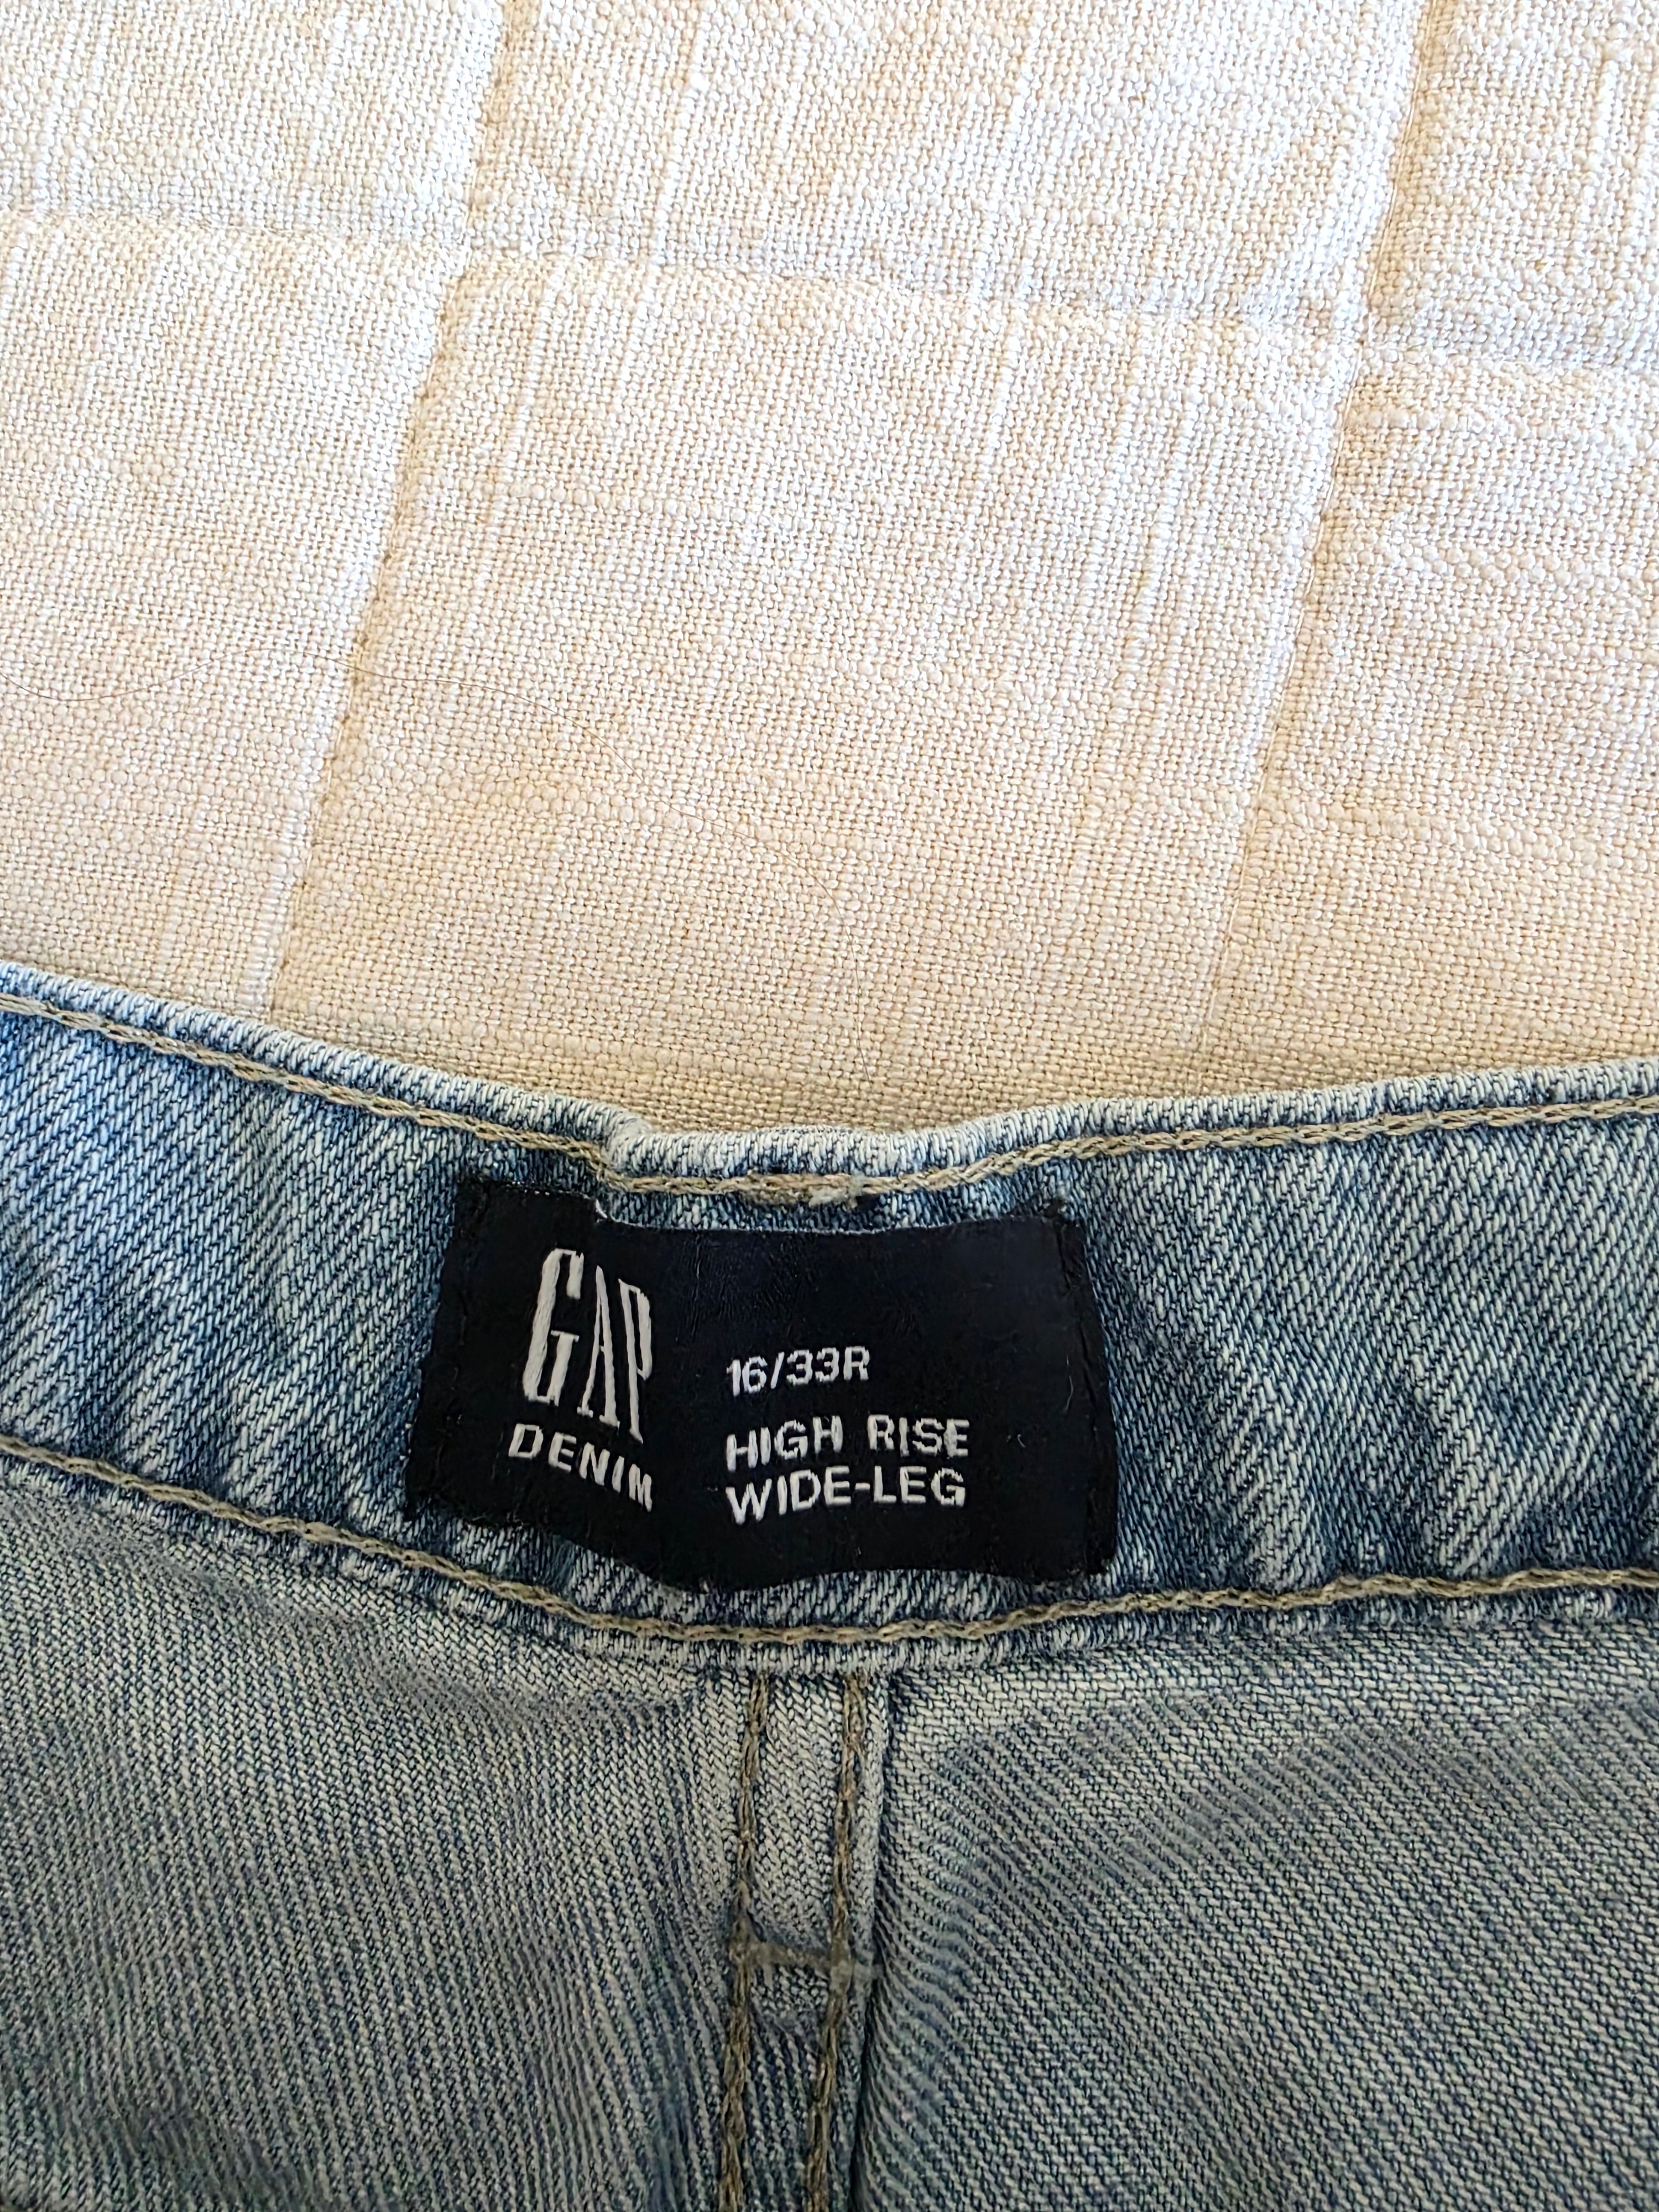 GAP
DENIM
16/33R
HIGH RISE
WIDE-LEG